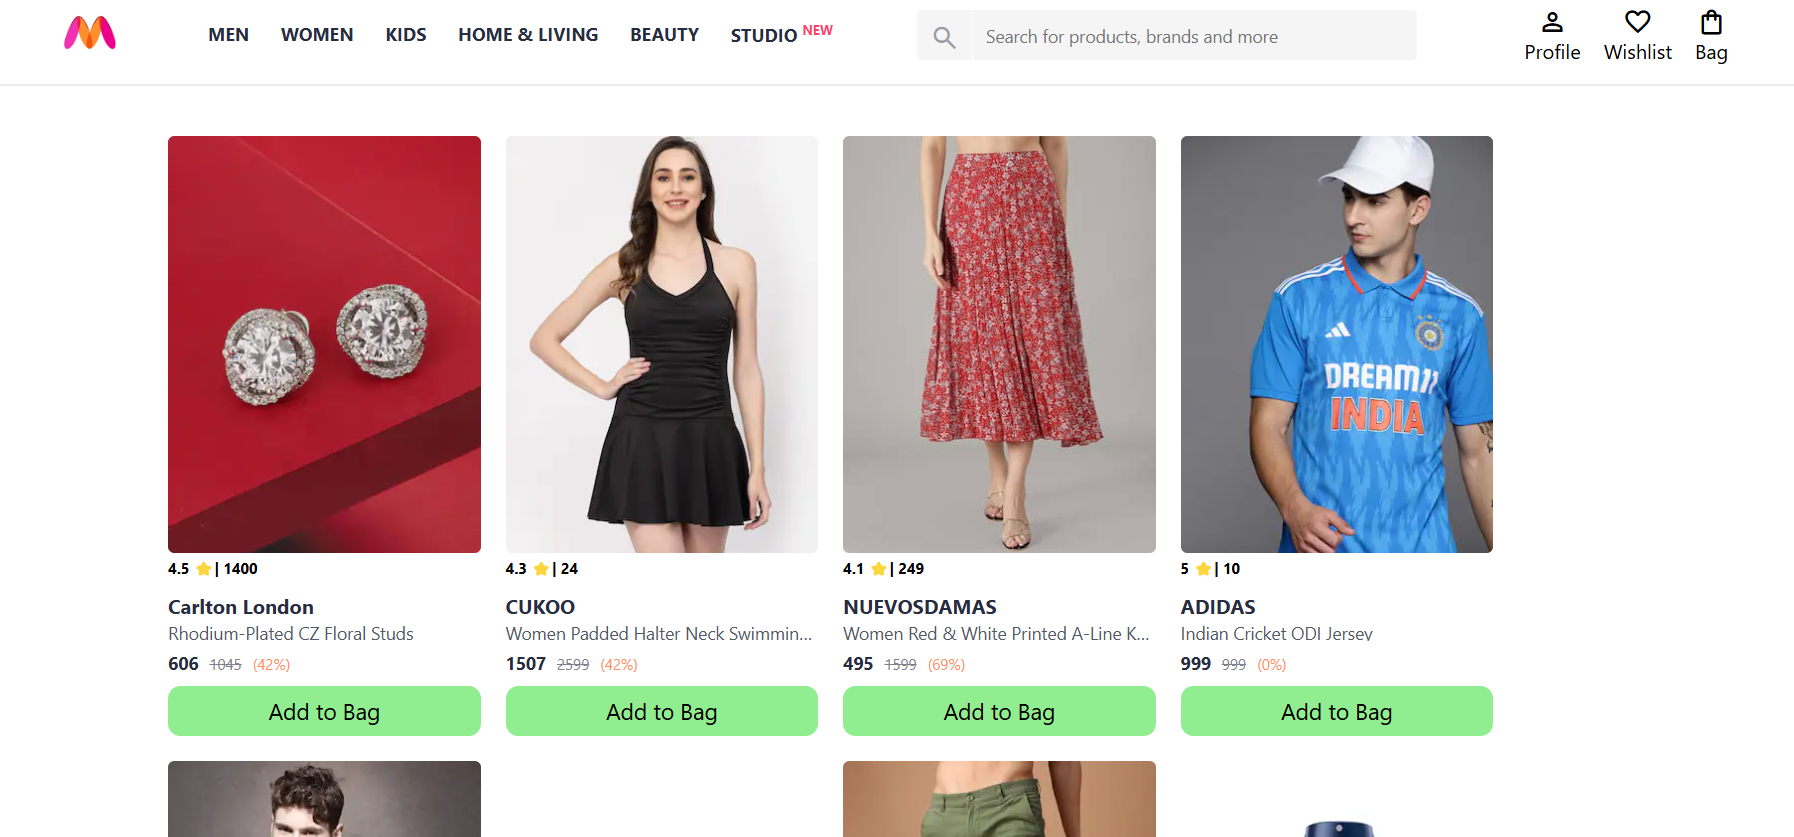 MEN WOMEN KIDS HOME & LIVING BEAUTY STUDIO NEW Search for products, brands and more Profile Wishlist Bag
DREAM11
INDIA
4.5 ⭐| 1400
Carlton London
Rhodium-Plated CZ Floral Studs
606 1045 (42%)
Add to Bag
4.3 ⭐| 24
CUKOO
Women Padded Halter Neck Swimmin...
1507 2599 (42%)
Add to Bag
4.1 ⭐| 249
NUEVOSDAMAS
Women Red & White Printed A-Line K...
495 1599 (69%)
Add to Bag
5 ⭐| 10
ADIDAS
Indian Cricket ODI Jersey
999 999 (0%)
Add to Bag